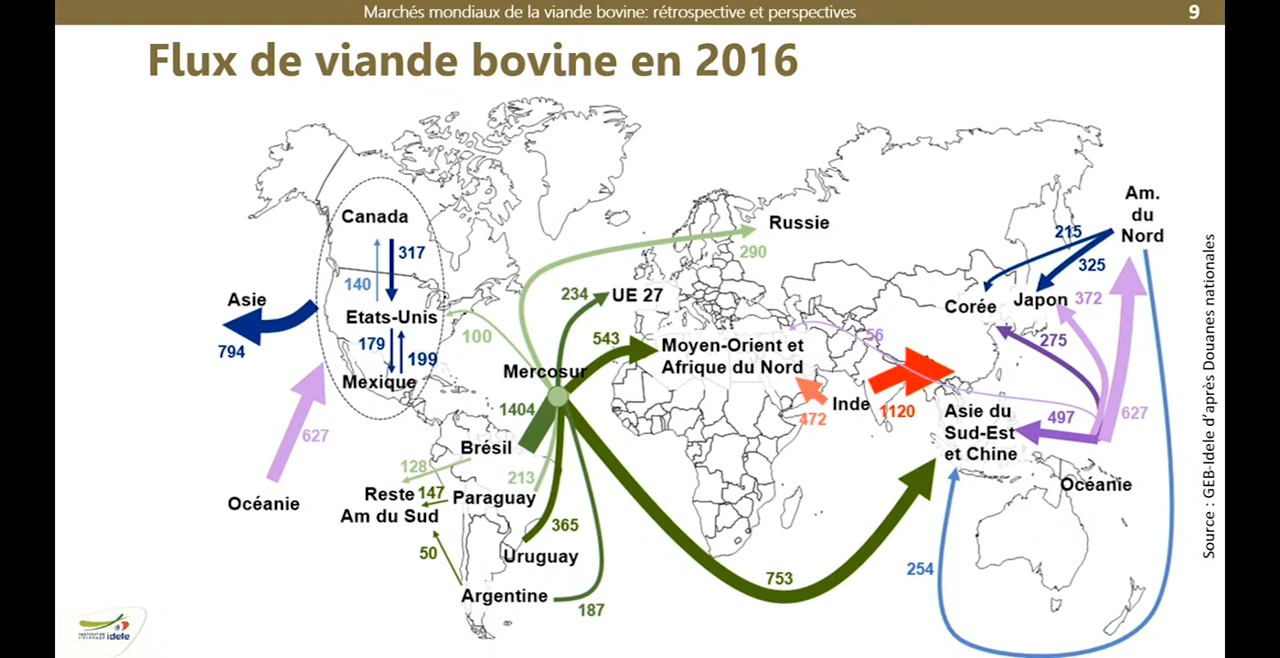 Marchés mondiaux de la viande bovine: rétrospective et perspectives
9
Flux de viande bovine en 2016
Am.
du
Nord
Canada
Russie
215
317
290
325
140
Asie
234
UE 27
Corée
Japon
372
Etats-Unis
100
543
56
275
179
199
794
Moyen-Orient et
Afrique du Nord
Mexique
Mercosur
1404
472
Inde
1120
Asie du
Sud-Est
et Chine
497
627
627
Brésil
128
213
Océanie
Océanie
Reste
Am du Sud
147
Paraguay
365
50
Uruguay
254
753
Argentine
187
Source : GEB-Idele d'après Douanes nationales
INSTITUT DE
L'ELEVAGE
idele